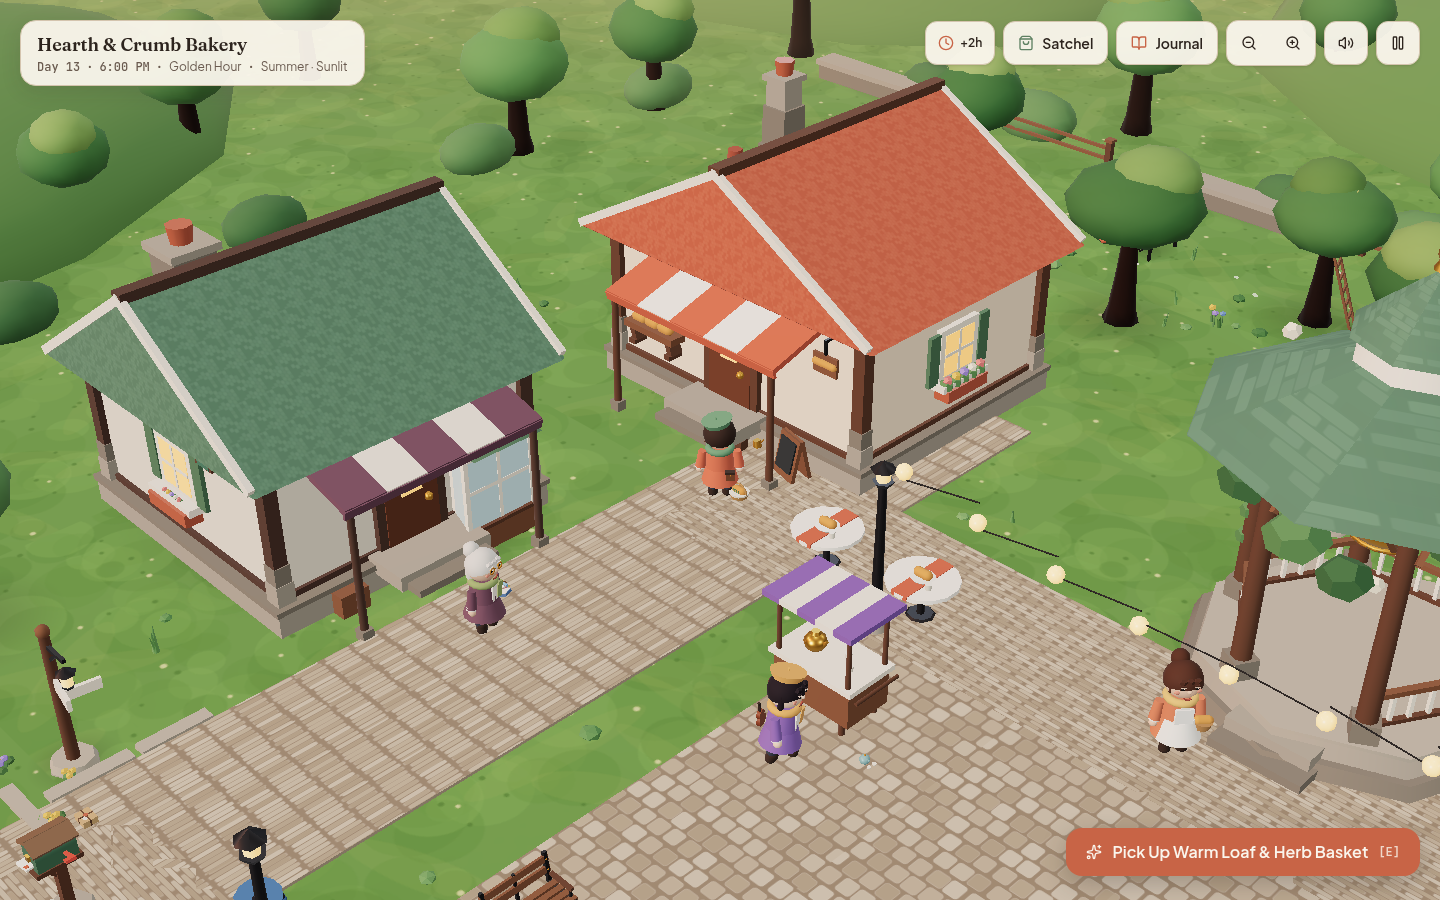 Hearth & Crumb Bakery
Day 13 · 6:00 PM · Golden Hour · Summer · Sunlit
+2h
Satchel
Journal
Pick Up Warm Loaf & Herb Basket [E]